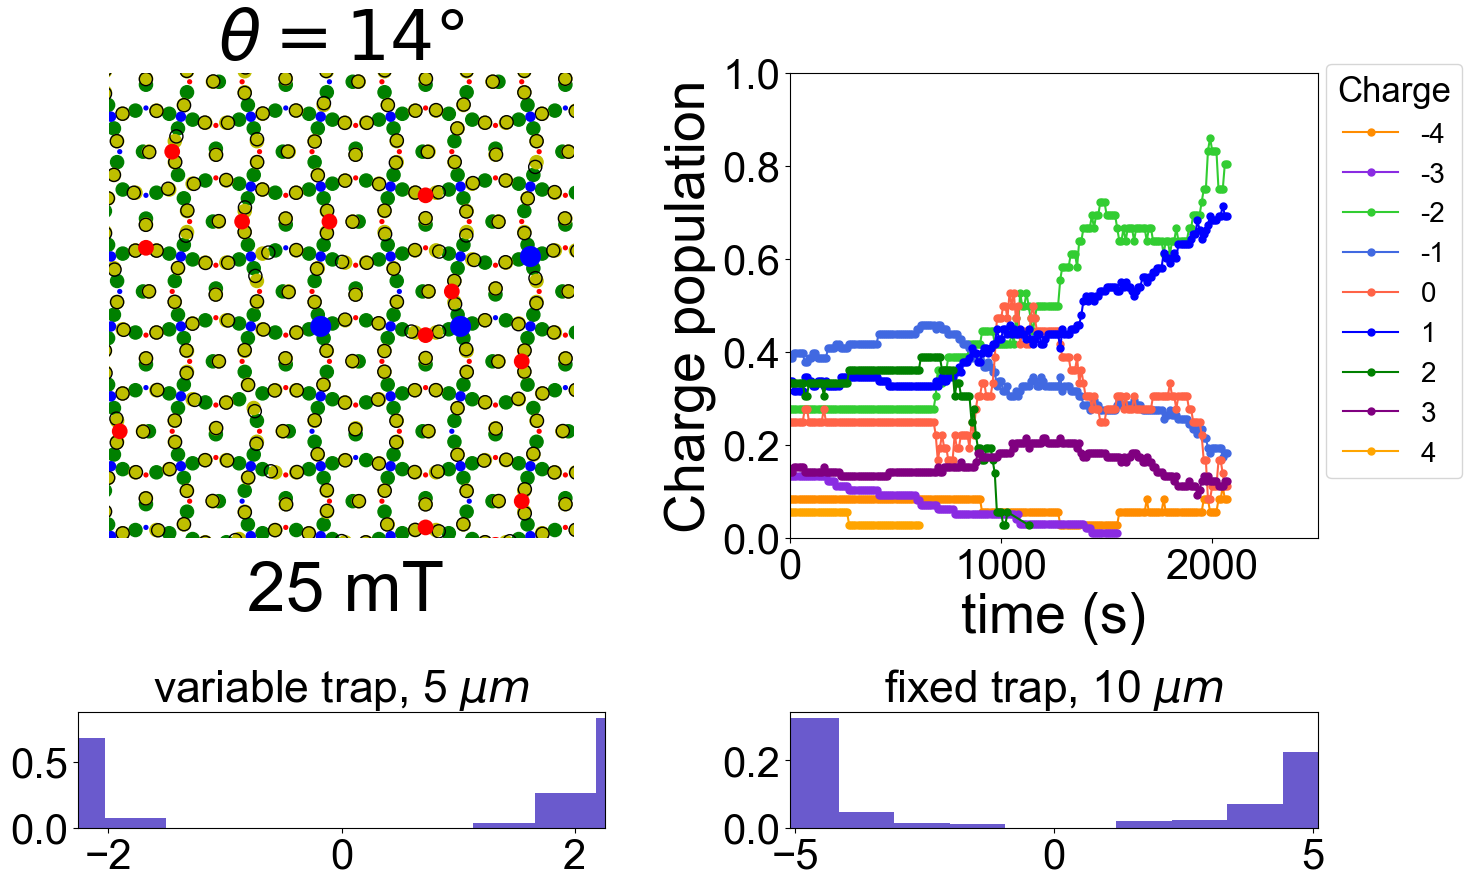 θ = 14°
25 mT
1.0
0.8
0.6
0.4
0.2
0.0
Charge population
0 1000 2000
time (s)
Charge
-4
-3
-2
-1
0
1
2
3
4
variable trap, 5 μm
0.5
0.0
−2 0 2
fixed trap, 10 μm
0.2
0.0
−5 0 5